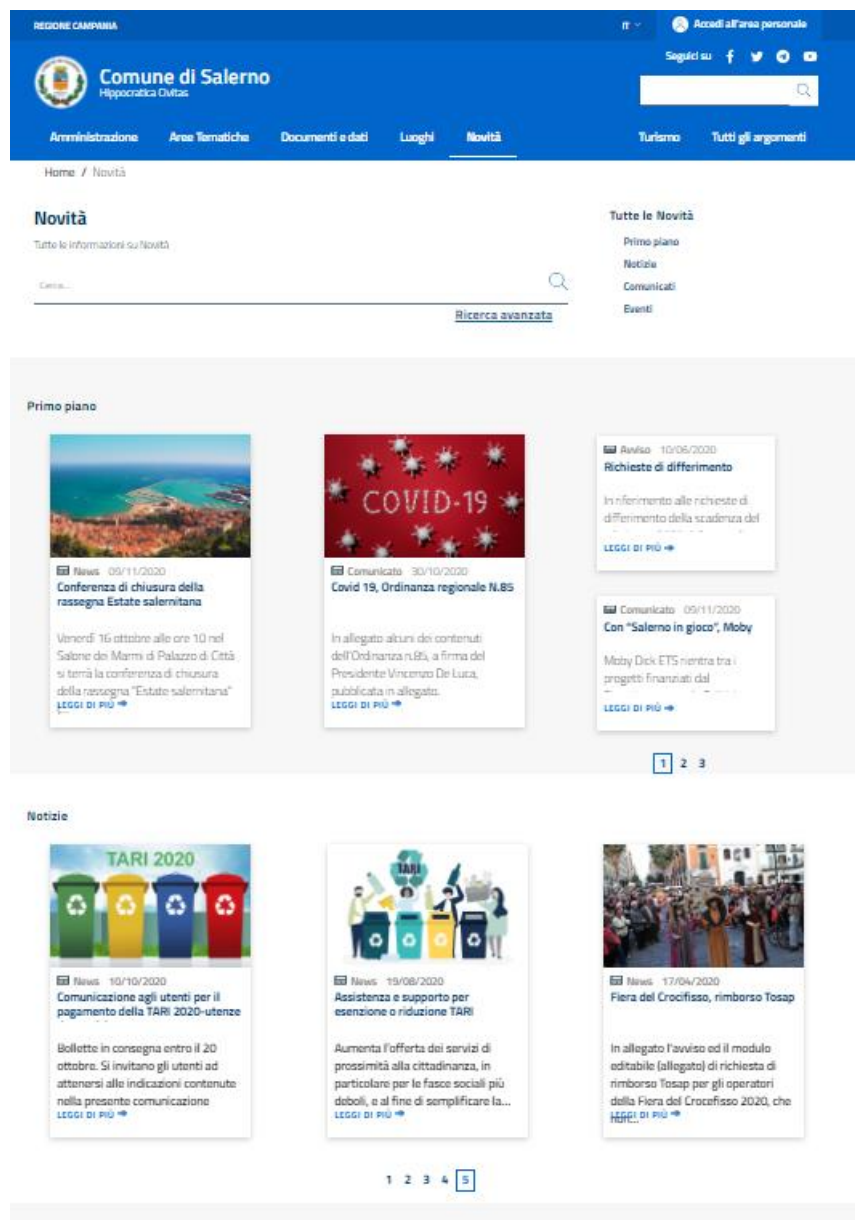 REGIONE CAMPANIA
IT
Accedi all'area personale
Seguici su
Comune di Salerno
Hippocratica Civitas
Amministrazione Aree Tematiche Documenti e dati Luoghi Novità Turismo Tutti gli argomenti
Home / Novità
Novità
Tutte le informazioni su Novità
Cerca...
Ricerca avanzata
Tutte le Novità
Primo piano
Notizie
Comunicati
Eventi
Primo piano
News 09/11/2020
Conferenza di chiusura della
rassegna Estate salernitana
Venerdì 16 ottobre alle ore 10 nel
Salone dei Marmi di Palazzo di Città
si terrà la conferenza di chiusura
della rassegna "Estate salernitana"
LEGGI DI PIÙ
COVID-19
Comunicato 30/10/2020
Covid 19, Ordinanza regionale N.85
In allegato alcuni dei contenuti
dell'Ordinanza n.85, a firma del
Presidente Vincenzo De Luca,
pubblicata in allegato.
LEGGI DI PIÙ
Avviso 10/06/2020
Richieste di differimento
In riferimento alle richieste di
differimento della scadenza del
LEGGI DI PIÙ
Comunicato 09/11/2020
Con "Salerno in gioco", Moby
Moby Dick ETS rientra tra i
progetti finanziati dal
LEGGI DI PIÙ
1 2 3
Notizie
TARI 2020
News 10/10/2020
Comunicazione agli utenti per il
pagamento della TARI 2020-utenze
Bollette in consegna entro il 20
ottobre. Si invitano gli utenti ad
attenersi alle indicazioni contenute
nella presente comunicazione
LEGGI DI PIÙ
TARI
News 19/08/2020
Assistenza e supporto per
esenzione o riduzione TARI
Aumenta l'offerta dei servizi di
prossimità alla cittadinanza, in
particolare per le fasce sociali più
deboli, e al fine di semplificare la...
LEGGI DI PIÙ
News 17/04/2020
Fiera del Crocifisso, rimborso Tosap
In allegato l'avviso ed il modulo
editabile (allegato) di richiesta di
rimborso Tosap per gli operatori
della Fiera del Crocefisso 2020, che
LEGGI DI PIÙ
1 2 3 4 5